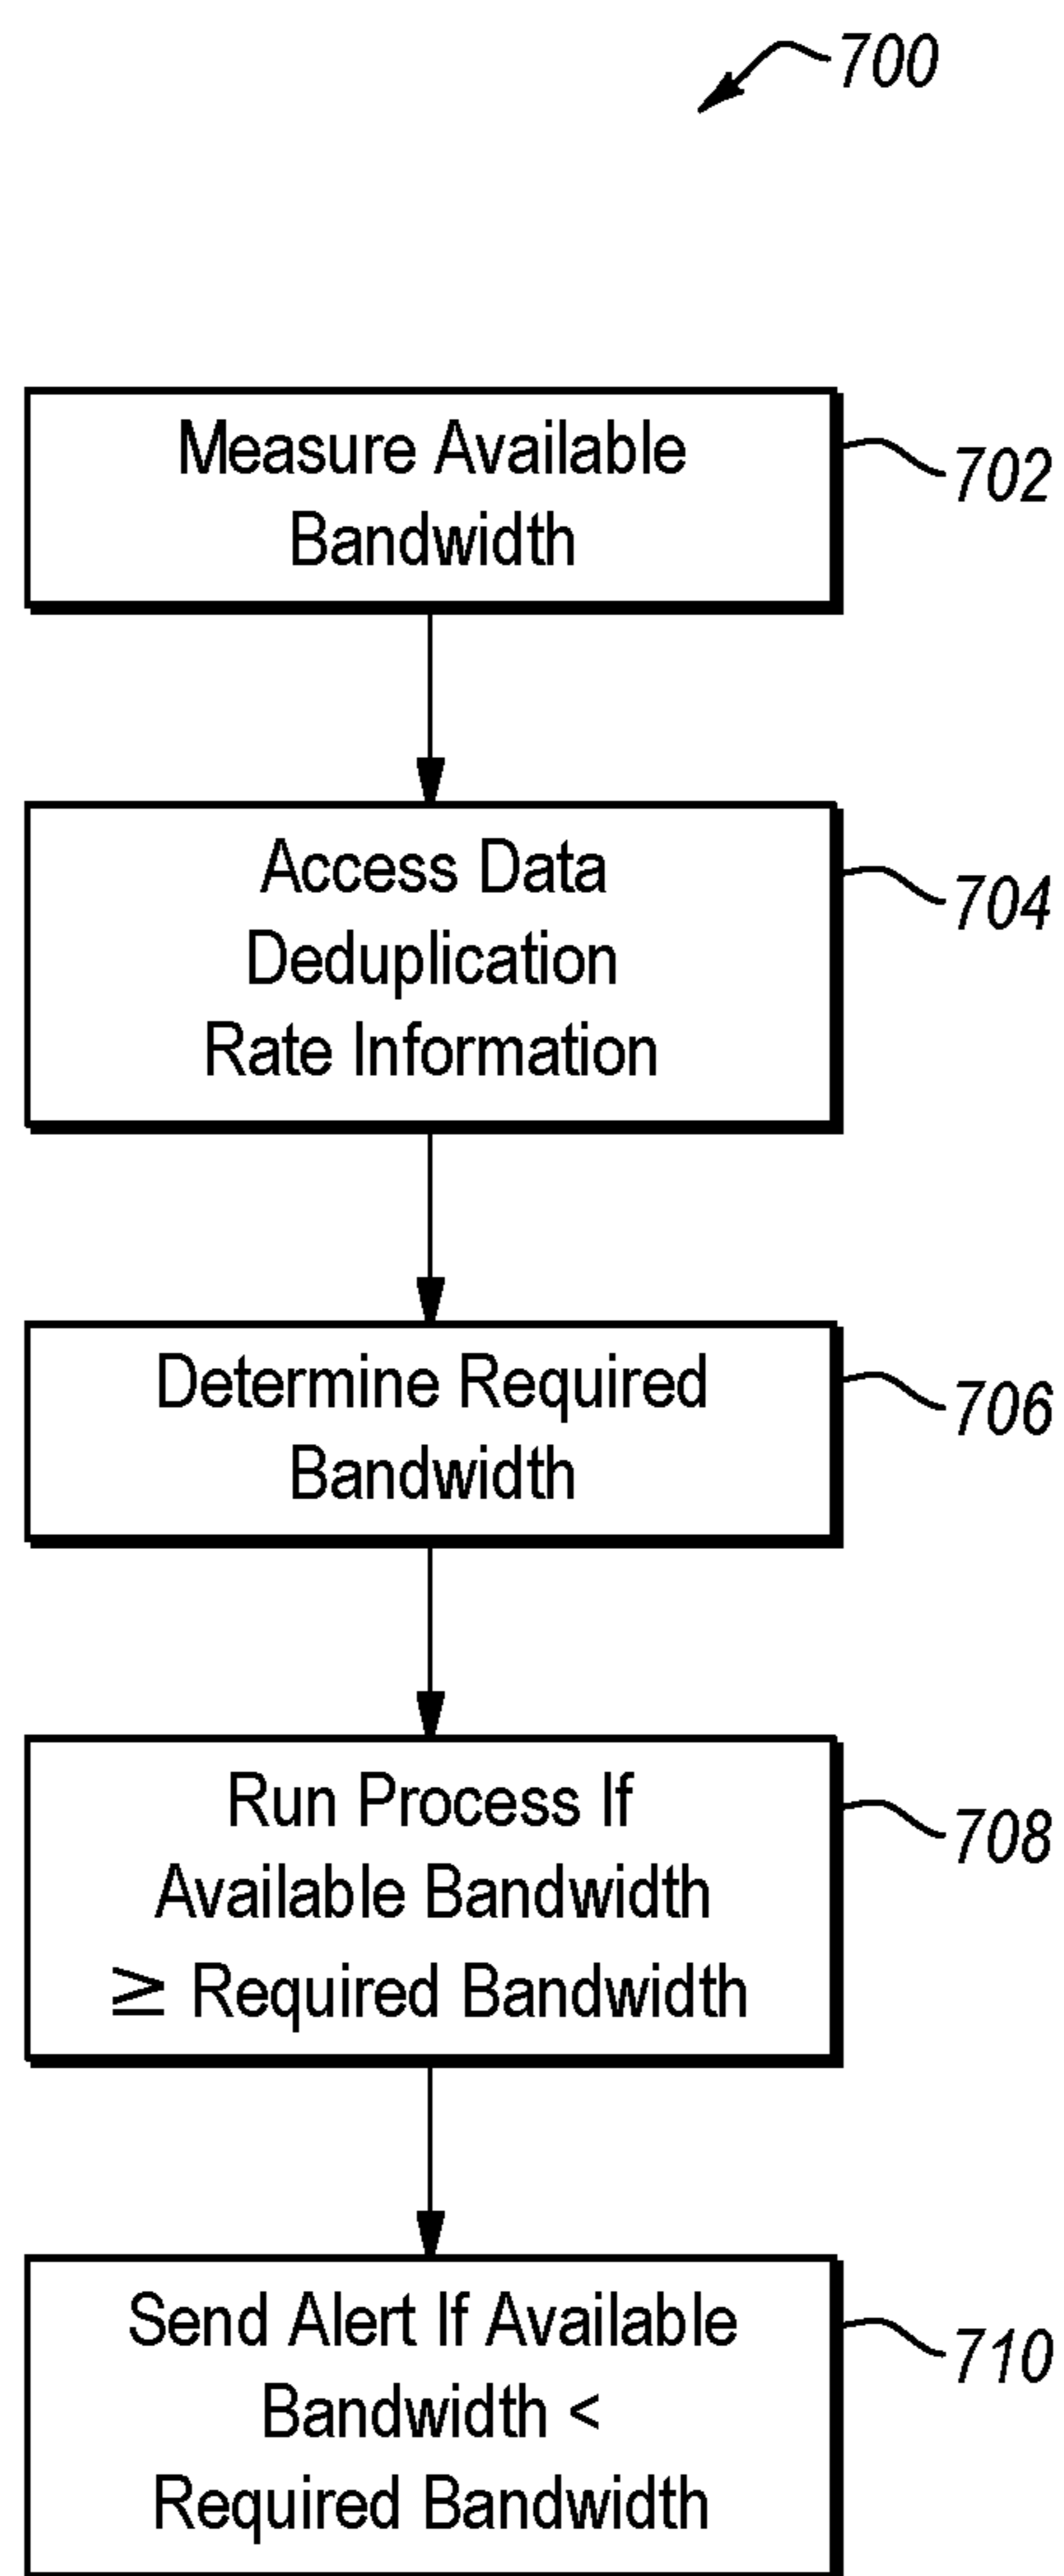 700
Measure Available
Bandwidth
702
Access Data
Deduplication
Rate Information
704
Determine Required
Bandwidth
706
Run Process If
Available Bandwidth
≥ Required Bandwidth
708
Send Alert If Available
Bandwidth <
Required Bandwidth
710